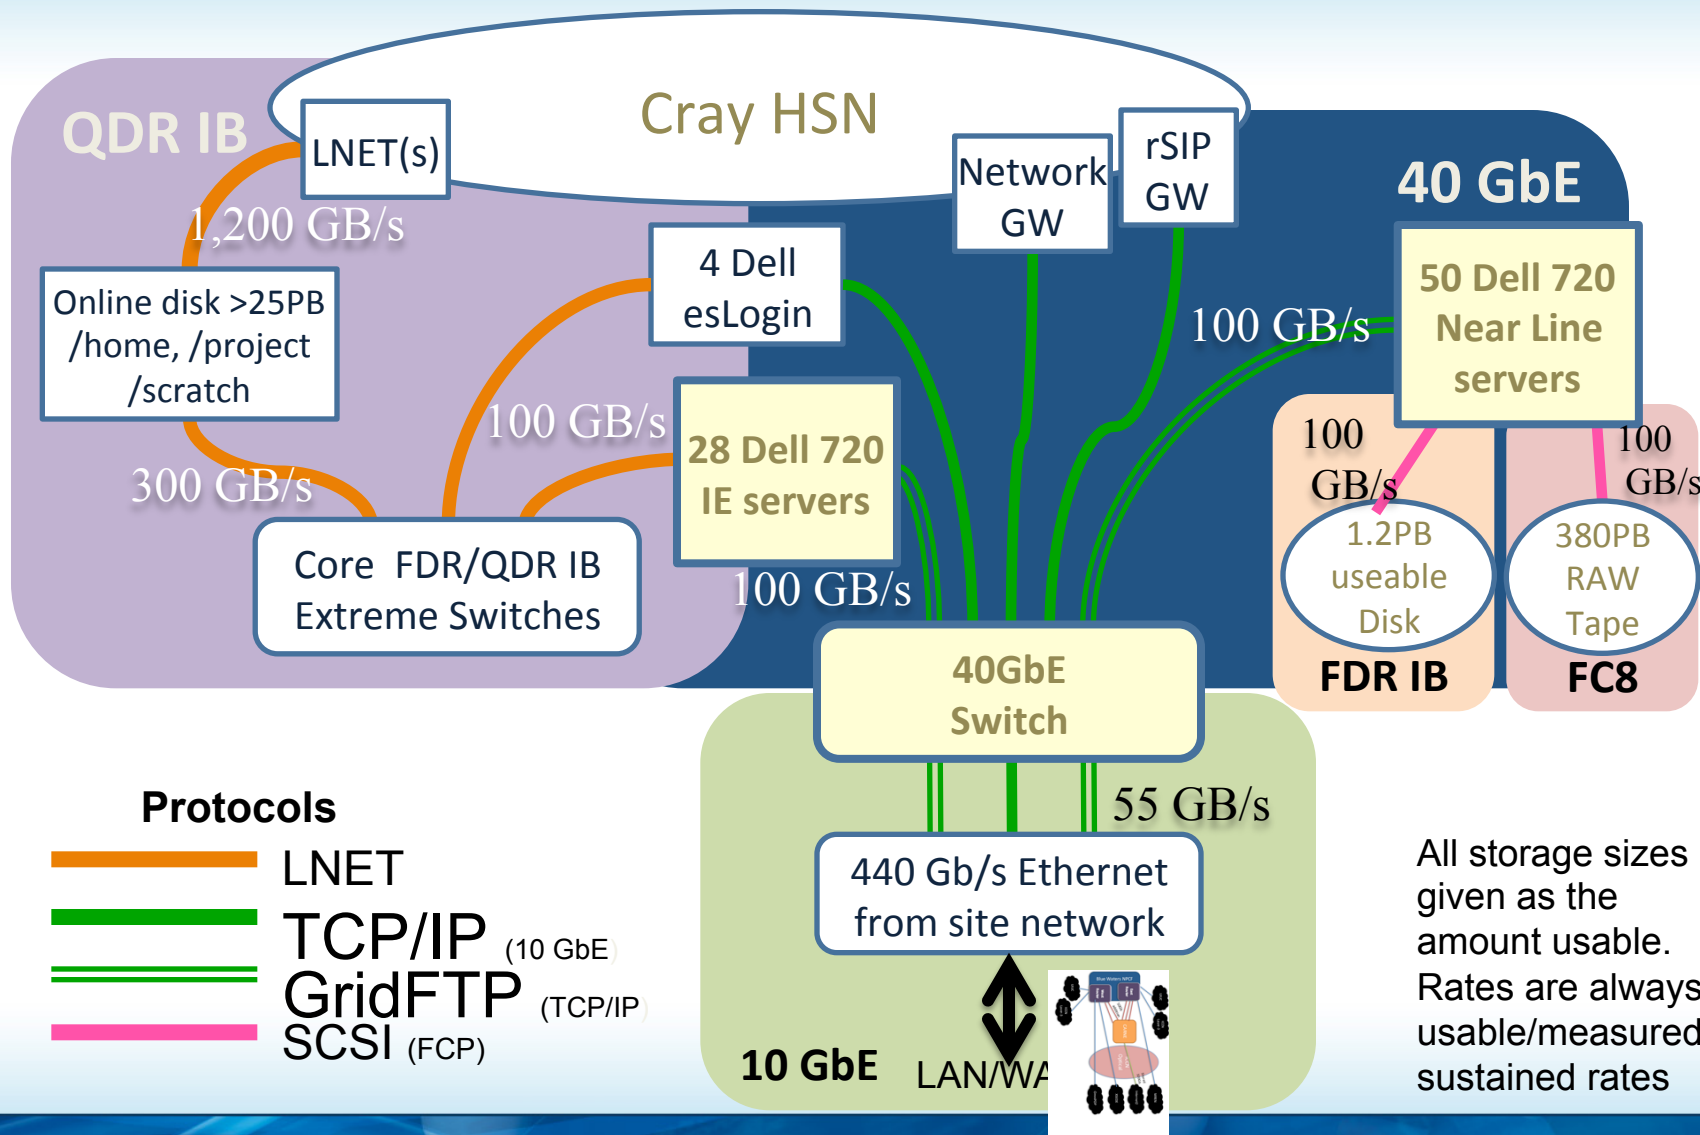 Cray HSN
QDR IB
LNET(s)
Network
GW
rSIP
GW
40 GbE
1,200 GB/s
4 Dell
esLogin
50 Dell 720
Near Line
servers
Online disk >25PB
/home, /project
/scratch
100 GB/s
100 GB/s
28 Dell 720
IE servers
300 GB/s
100
GB/s
100
GB/s
Core FDR/QDR IB
Extreme Switches
100 GB/s
1.2PB
useable
Disk
380PB
RAW
Tape
FDR IB
FC8
40GbE
Switch
55 GB/s
440 Gb/s Ethernet
from site network
10 GbE
Protocols
LNET
TCP/IP (10 GbE)
GridFTP (TCP/IP)
SCSI (FCP)
All storage sizes
given as the
amount usable.
Rates are always
usable/measured
sustained rates